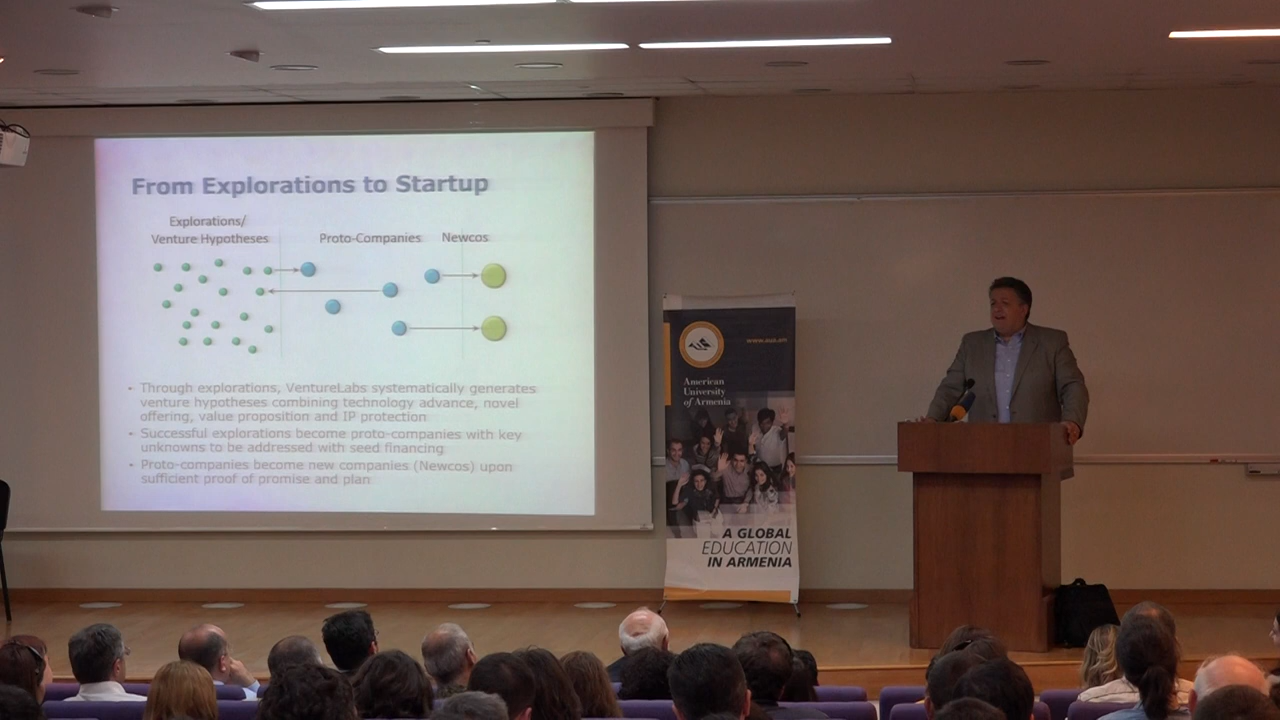 From Explorations to Startup
Explorations/
Venture Hypotheses
Proto-Companies
Newcos
• Through explorations, VentureLabs systematically generates
venture hypotheses combining technology advance, novel
offering, value proposition and IP protection
• Successful explorations become proto-companies with key
unknowns to be addressed with seed financing
• Proto-companies become new companies (Newcos) upon
sufficient proof of promise and plan
www.aua.am
American
University
of Armenia
A GLOBAL
EDUCATION
IN ARMENIA